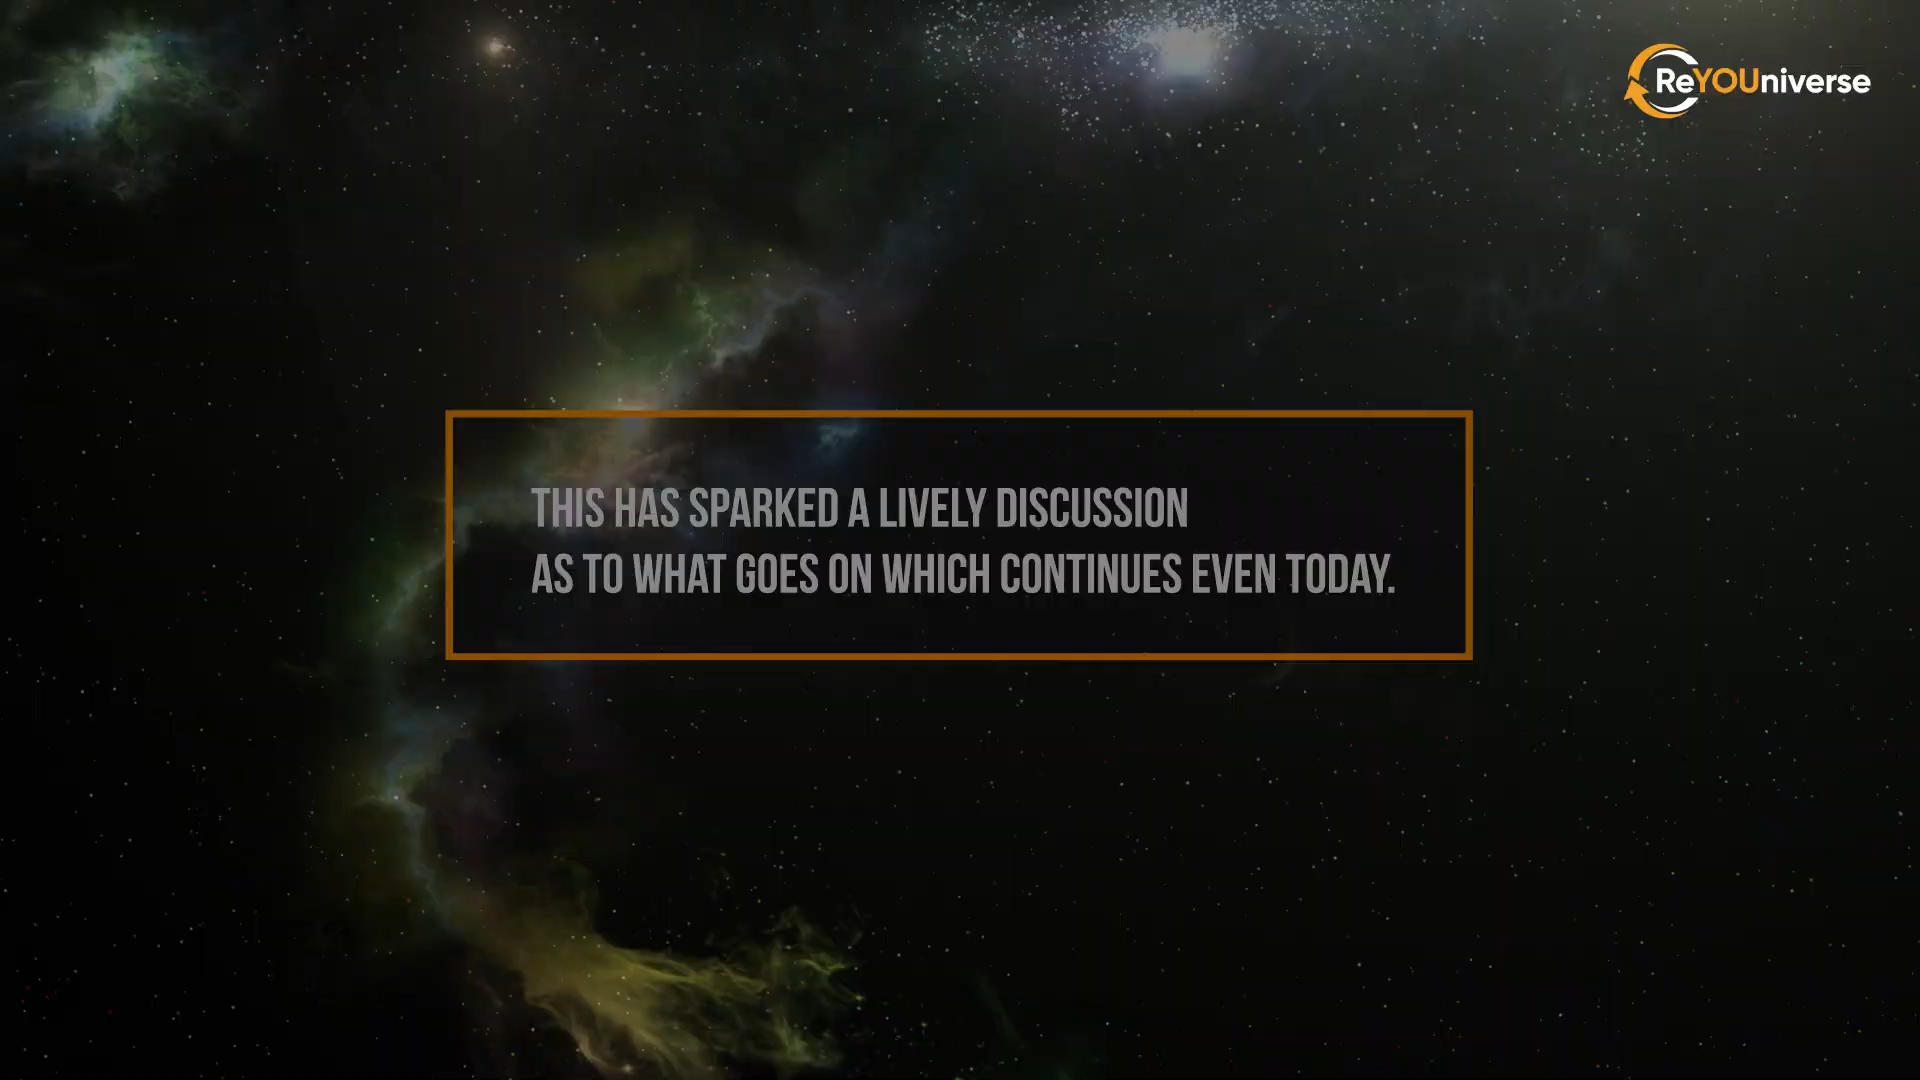 ReYOUniverse
THIS HAS SPARKED A LIVELY DISCUSSION
AS TO WHAT GOES ON WHICH CONTINUES EVEN TODAY.